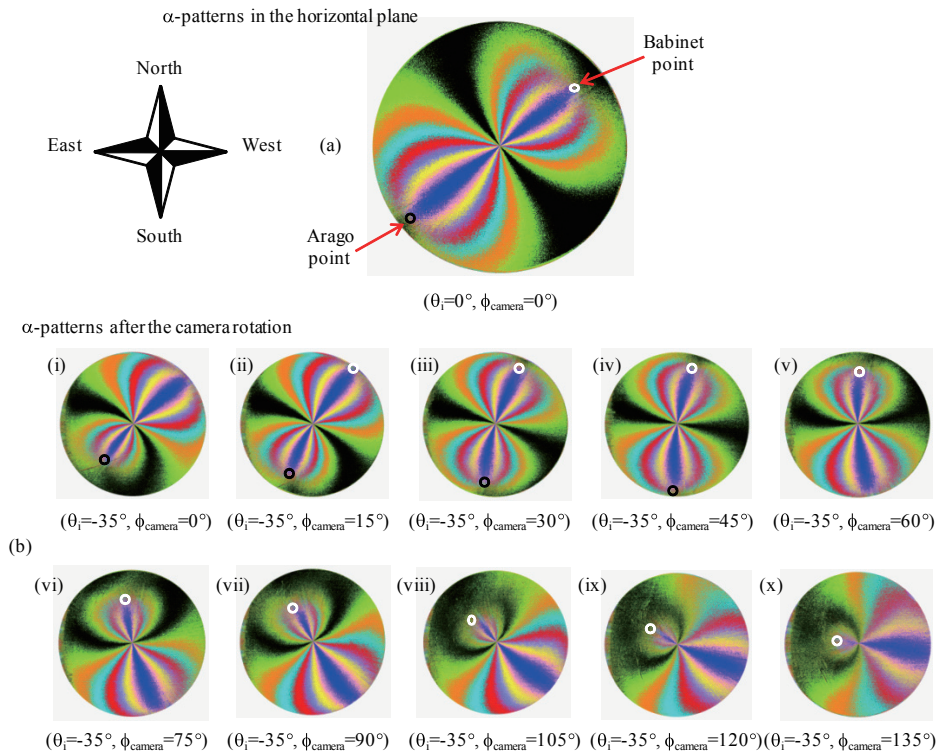 α-patterns in the horizontal plane
Babinet
point
North
East
West
(a)
South
Arago
point
(θi=0°, ϕcamera=0°)
α-patterns after the camera rotation
(i)
(ii)
(iii)
(iv)
(v)
(θi=-35°, ϕcamera=0°)
(θi=-35°, ϕcamera=15°)
(θi=-35°, ϕcamera=30°)
(θi=-35°, ϕcamera=45°)
(θi=-35°, ϕcamera=60°)
(b)
(vi)
(vii)
(viii)
(ix)
(x)
(θi=-35°, ϕcamera=75°)
(θi=-35°, ϕcamera=90°)
(θi=-35°, ϕcamera=105°)
(θi=-35°, ϕcamera=120°)
(θi=-35°, ϕcamera=135°)